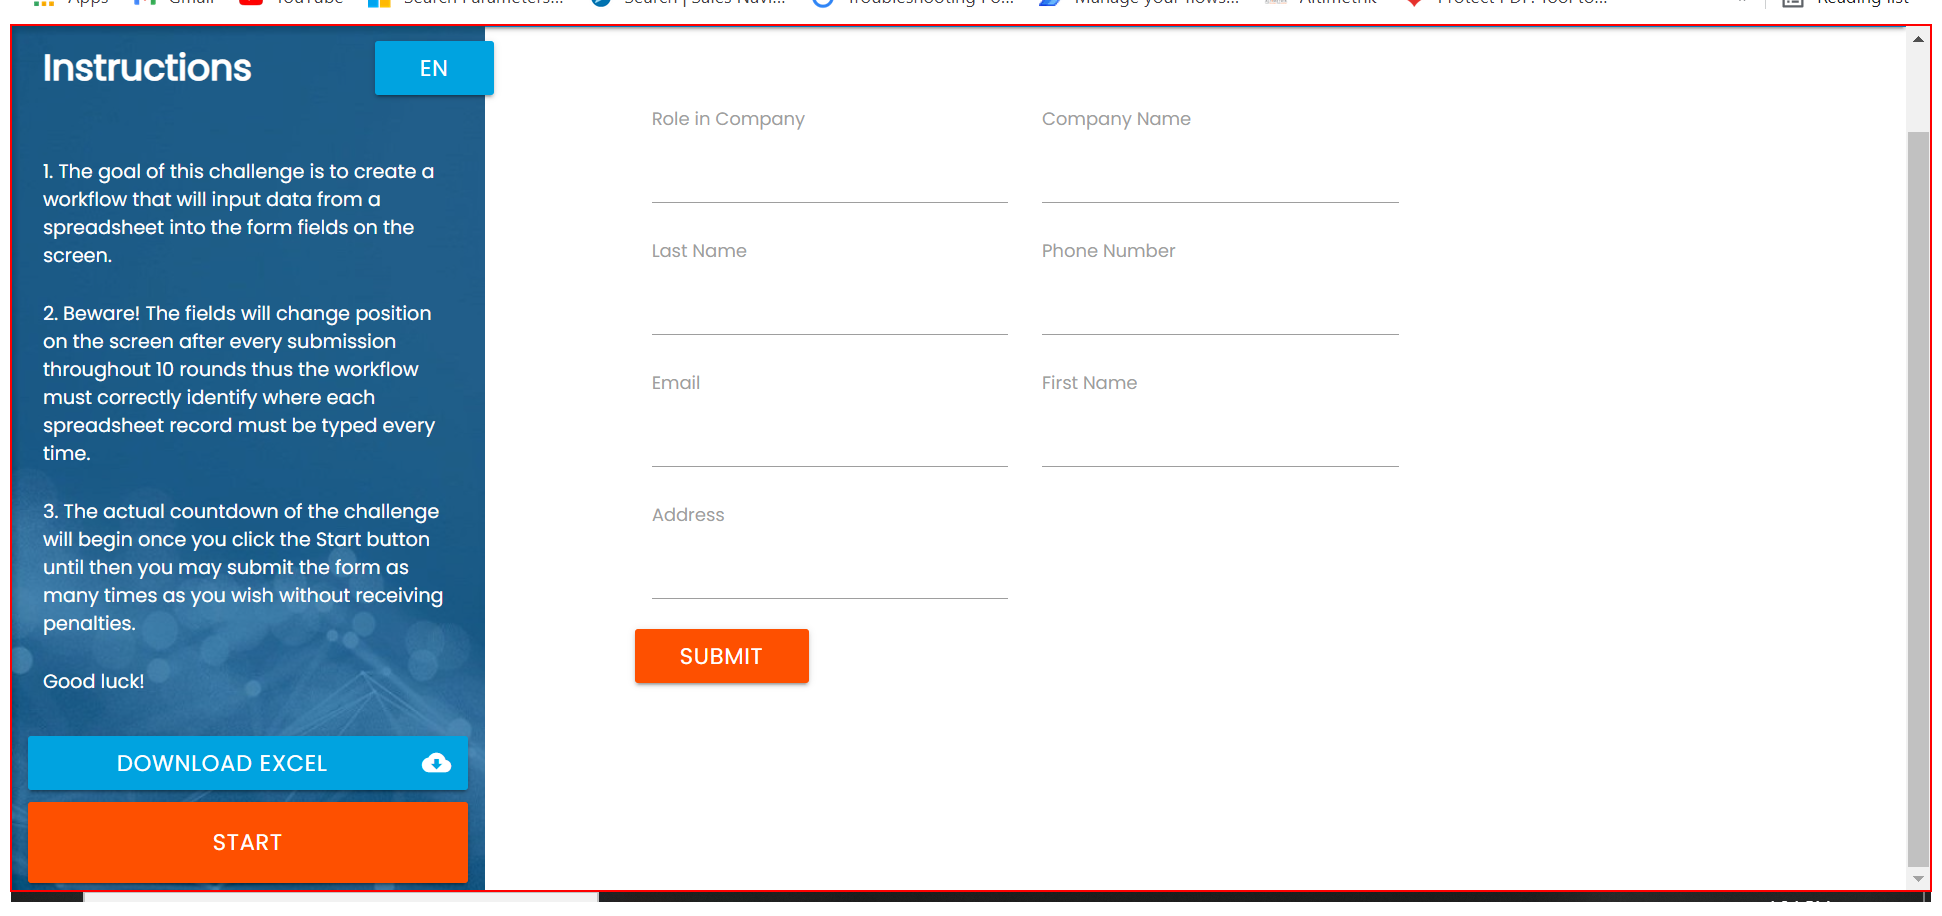 Apps Gmail YouTube Search Parameters... Search | Sales Navi... Troubleshooting Po... Manage your flows... Altimetrik Protect PDF: Tool to... » Reading list
Instructions
EN
1. The goal of this challenge is to create a
workflow that will input data from a
spreadsheet into the form fields on the
screen.
2. Beware! The fields will change position
on the screen after every submission
throughout 10 rounds thus the workflow
must correctly identify where each
spreadsheet record must be typed every
time.
3. The actual countdown of the challenge
will begin once you click the Start button
until then you may submit the form as
many times as you wish without receiving
penalties.
Good luck!
DOWNLOAD EXCEL
START
Role in Company
Company Name
Last Name
Phone Number
Email
First Name
Address
SUBMIT